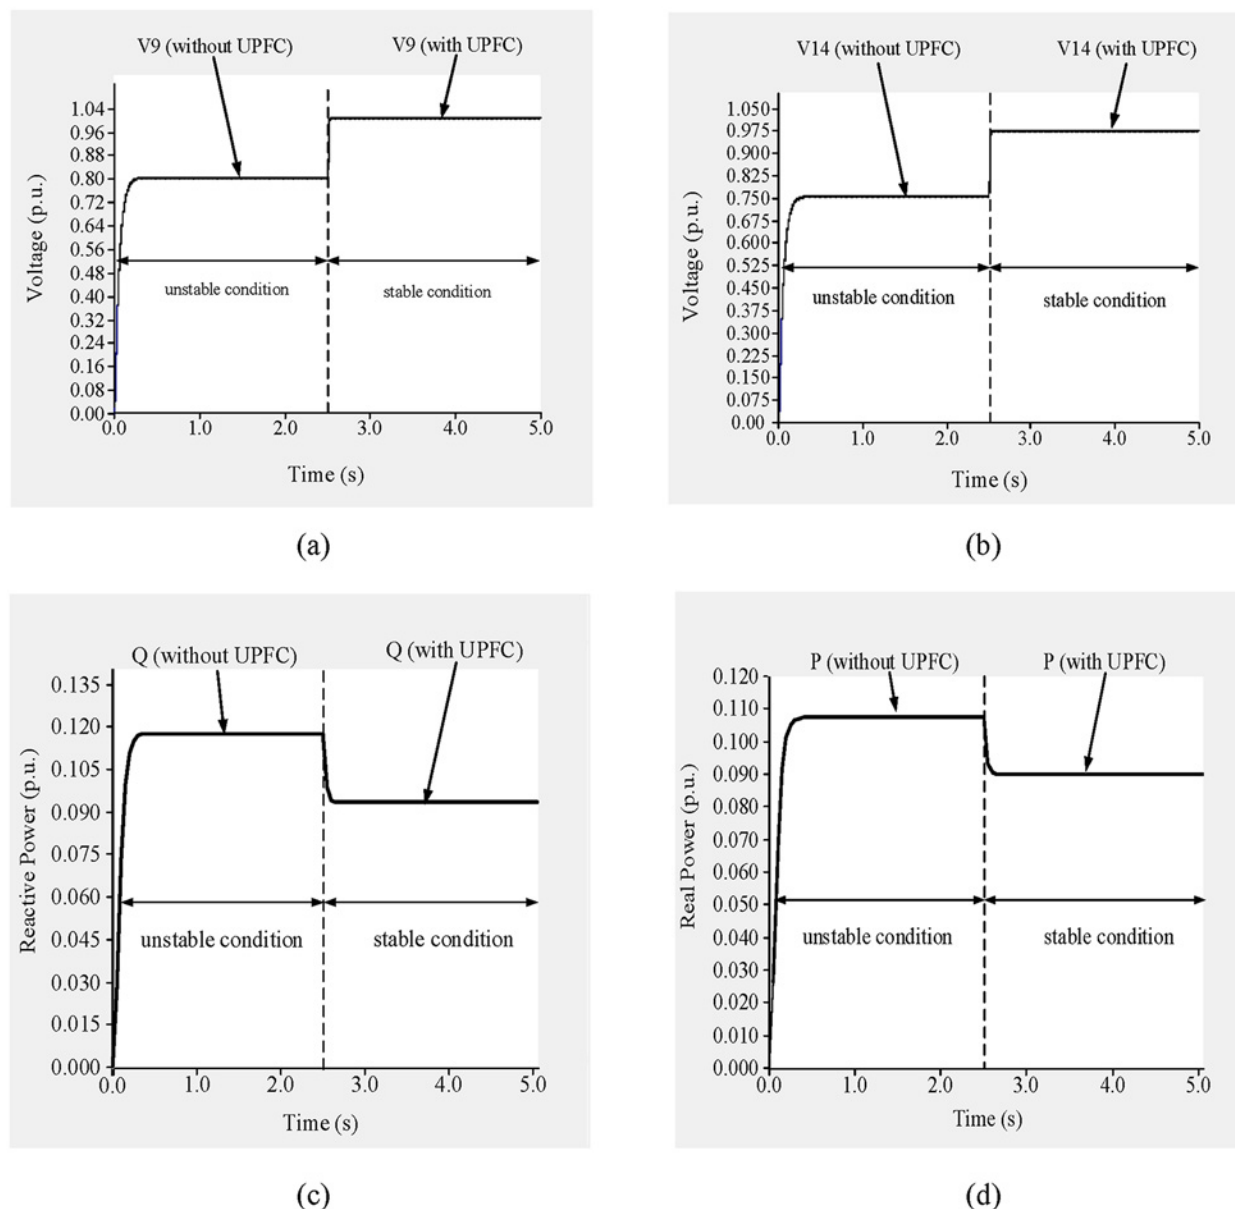 V9 (without UPFC)
V9 (with UPFC)
Voltage (p.u.)
1.04
0.96
0.88
0.80
0.72
0.64
0.56
0.48
0.40
0.32
0.24
0.16
0.08
0.00
unstable condition
stable condition
0.0 1.0 2.0 3.0 4.0 5.0
Time (s)
(a)
V14 (without UPFC)
V14 (with UPFC)
Voltage (p.u.)
1.050
0.975
0.900
0.825
0.750
0.675
0.600
0.525
0.450
0.375
0.300
0.225
0.150
0.075
0.00
unstable condition
stable condition
0.0 1.0 2.0 3.0 4.0 5.0
Time (s)
(b)
Q (without UPFC)
Q (with UPFC)
Reactive Power (p.u.)
0.135
0.120
0.105
0.090
0.075
0.060
0.045
0.030
0.015
0.000
unstable condition
stable condition
0.0 1.0 2.0 3.0 4.0 5.0
Time (s)
(c)
P (without UPFC)
P (with UPFC)
Real Power (p.u.)
0.120
0.110
0.100
0.090
0.080
0.070
0.060
0.050
0.040
0.030
0.020
0.010
0.000
unstable condition
stable condition
0.0 1.0 2.0 3.0 4.0 5.0
Time (s)
(d)